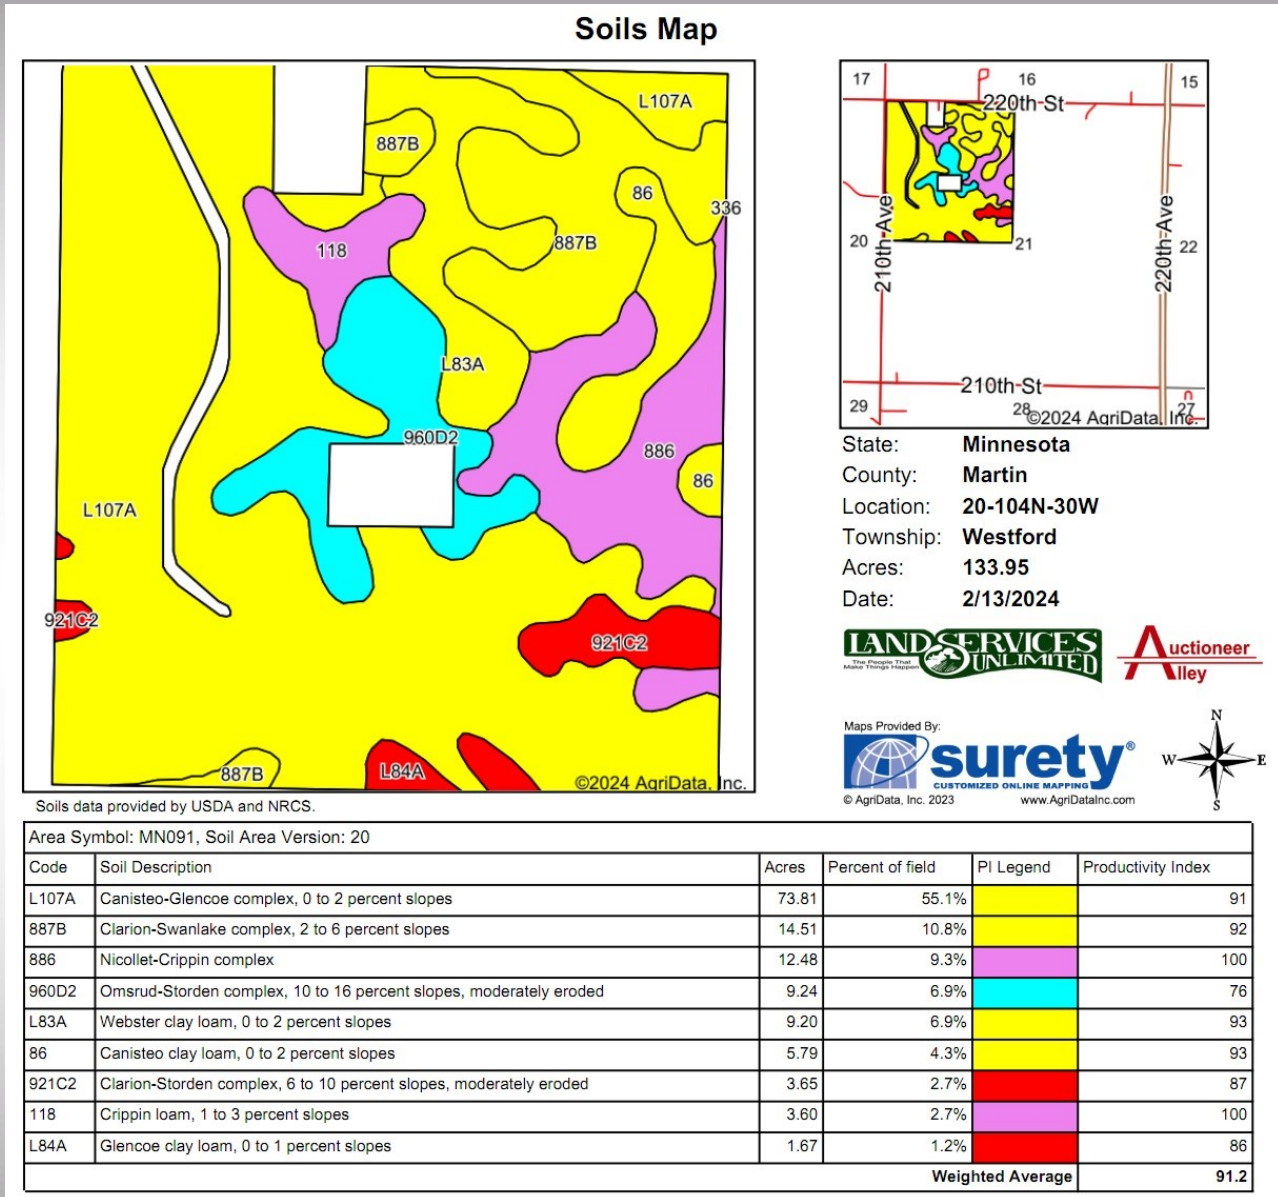 Soils Map
L107A
887B
86
336
118
887B
L83A
960D2
886
86
L107A
921C2
921C2
887B
L84A
©2024 AgriData, Inc.
Soils data provided by USDA and NRCS.
17
16
15
220th St
210th-Ave
220th-Ave
20
21
22
210th-St
29
28
27
©2024 AgriData, Inc.
State: Minnesota
County: Martin
Location: 20-104N-30W
Township: Westford
Acres: 133.95
Date: 2/13/2024
LAND SERVICES
UNLIMITED
The People That
Make Things Happen
Auctioneer
Alley
Maps Provided By:
surety®
CUSTOMIZED ONLINE MAPPING
© AgriData, Inc. 2023 www.AgriDataInc.com
N
W E
S
Area Symbol: MN091, Soil Area Version: 20
Code Soil Description Acres Percent of field PI Legend Productivity Index
L107A Canisteo-Glencoe complex, 0 to 2 percent slopes 73.81 55.1% 91
887B Clarion-Swanlake complex, 2 to 6 percent slopes 14.51 10.8% 92
886 Nicollet-Crippin complex 12.48 9.3% 100
960D2 Omsrud-Storden complex, 10 to 16 percent slopes, moderately eroded 9.24 6.9% 76
L83A Webster clay loam, 0 to 2 percent slopes 9.20 6.9% 93
86 Canisteo clay loam, 0 to 2 percent slopes 5.79 4.3% 93
921C2 Clarion-Storden complex, 6 to 10 percent slopes, moderately eroded 3.65 2.7% 87
118 Crippin loam, 1 to 3 percent slopes 3.60 2.7% 100
L84A Glencoe clay loam, 0 to 1 percent slopes 1.67 1.2% 86
Weighted Average 91.2